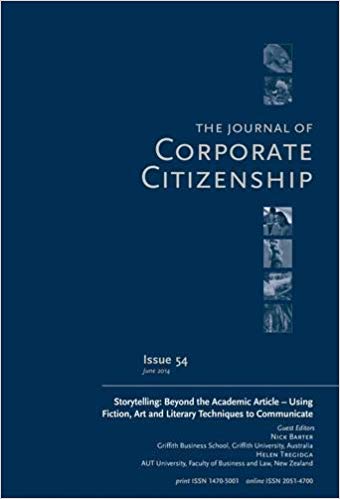 THE JOURNAL OF
CORPORATE
CITIZENSHIP
Issue 54
June 2014
Storytelling: Beyond the Academic Article – Using
Fiction, Art and Literary Techniques to Communicate
Guest Editors
NICK BARTER
Griffith Business School, Griffith University, Australia
HELEN TREGIDGA
AUT University, Faculty of Business and Law, New Zealand
print ISSN 1470-5001 online ISSN 2051-4700